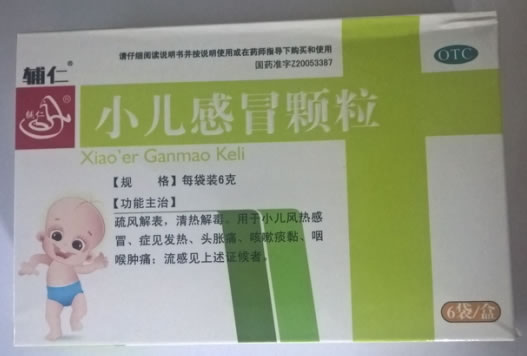 请仔细阅读说明书并按说明使用或在药师指导下购买和使用
国药准字Z20053387
OTC
辅仁®
辅仁®
小儿感冒颗粒
Xiao'er Ganmao Keli
【规　格】每袋装6克
【功能主治】
疏风解表，清热解毒。用于小儿风热感
冒、症见发热、头胀痛、咳嗽痰黏、咽
喉肿痛；流感见上述证候者。
6袋/盒